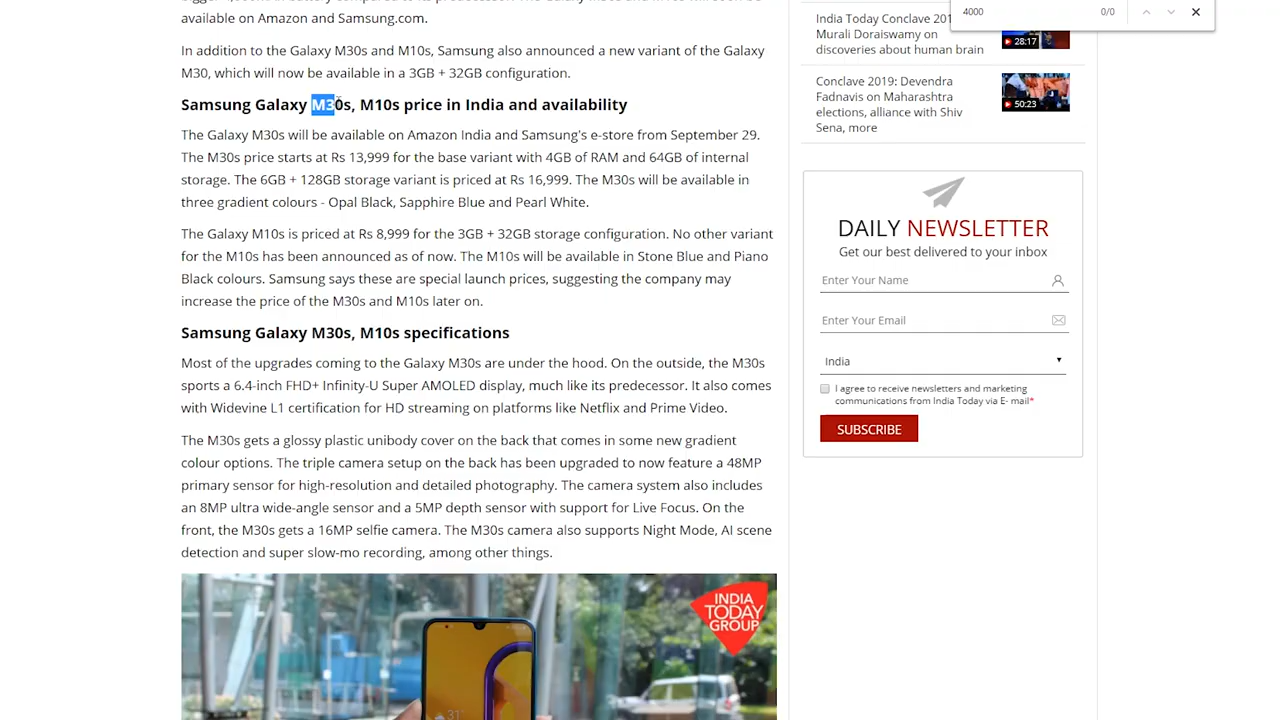 available on Amazon and Samsung.com.
In addition to the Galaxy M30s and M10s, Samsung also announced a new variant of the Galaxy
M30, which will now be available in a 3GB + 32GB configuration.
Samsung Galaxy M30s, M10s price in India and availability
The Galaxy M30s will be available on Amazon India and Samsung's e-store from September 29.
The M30s price starts at Rs 13,999 for the base variant with 4GB of RAM and 64GB of internal
storage. The 6GB + 128GB storage variant is priced at Rs 16,999. The M30s will be available in
three gradient colours - Opal Black, Sapphire Blue and Pearl White.
The Galaxy M10s is priced at Rs 8,999 for the 3GB + 32GB storage configuration. No other variant
for the M10s has been announced as of now. The M10s will be available in Stone Blue and Piano
Black colours. Samsung says these are special launch prices, suggesting the company may
increase the price of the M30s and M10s later on.
Samsung Galaxy M30s, M10s specifications
Most of the upgrades coming to the Galaxy M30s are under the hood. On the outside, the M30s
sports a 6.4-inch FHD+ Infinity-U Super AMOLED display, much like its predecessor. It also comes
with Widevine L1 certification for HD streaming on platforms like Netflix and Prime Video.
The M30s gets a glossy plastic unibody cover on the back that comes in some new gradient
colour options. The triple camera setup on the back has been upgraded to now feature a 48MP
primary sensor for high-resolution and detailed photography. The camera system also includes
an 8MP ultra wide-angle sensor and a 5MP depth sensor with support for Live Focus. On the
front, the M30s gets a 16MP selfie camera. The M30s camera also supports Night Mode, AI scene
detection and super slow-mo recording, among other things.
INDIA
TODAY
GROUP
31°
4000
0/0
India Today Conclave 201
Murali Doraiswamy on
discoveries about human brain
28:17
Conclave 2019: Devendra
Fadnavis on Maharashtra
elections, alliance with Shiv
Sena, more
50:23
DAILY NEWSLETTER
Get our best delivered to your inbox
Enter Your Name
Enter Your Email
India
I agree to receive newsletters and marketing
communications from India Today via E- mail*
SUBSCRIBE